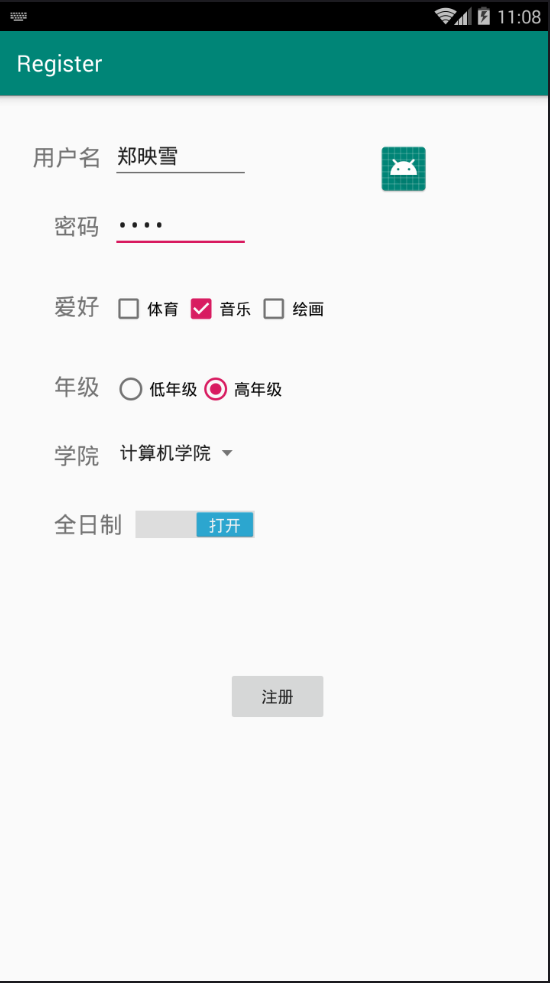 11:08
Register
用户名 郑映雪
密码 ••••
爱好 体育 音乐 绘画
年级 低年级 高年级
学院 计算机学院
全日制 打开
注册